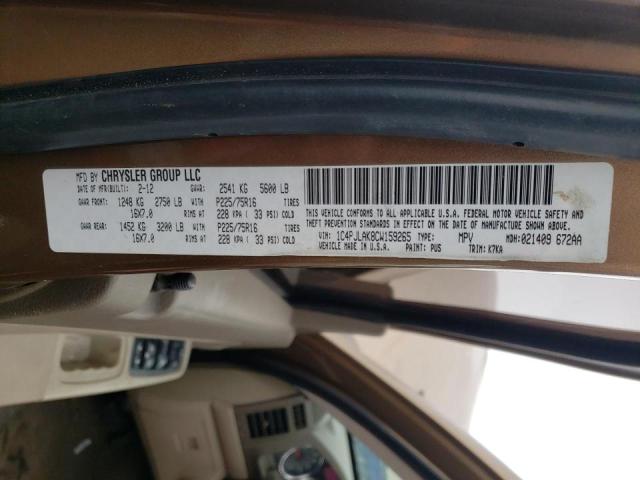 MFD BY CHRYSLER GROUP LLC
DATE OF MFR(BUILT): 2-12 GVWR: 2541 KG 5600 LB
GAWR FRONT: 1248 KG 2750 LB WITH P225/75R16 TIRES
16X7.0 RIMS AT 228 KPA ( 33 PSI) COLD
GAWR REAR: 1452 KG 3200 LB WITH P225/75R16 TIRES
16X7.0 RIMS AT 228 KPA ( 33 PSI) COLD
THIS VEHICLE CONFORMS TO ALL APPLICABLE U.S.A. FEDERAL MOTOR VEHICLE SAFETY AND
THEFT PREVENTION STANDARDS IN EFFECT ON THE DATE OF MANUFACTURE SHOWN ABOVE.
VIN: 1C4PJLAK8CW159265 TYPE: MPV MDH:021409 672AA
MADE IN U.S.A. PAINT: PUS TRIM: K7KA